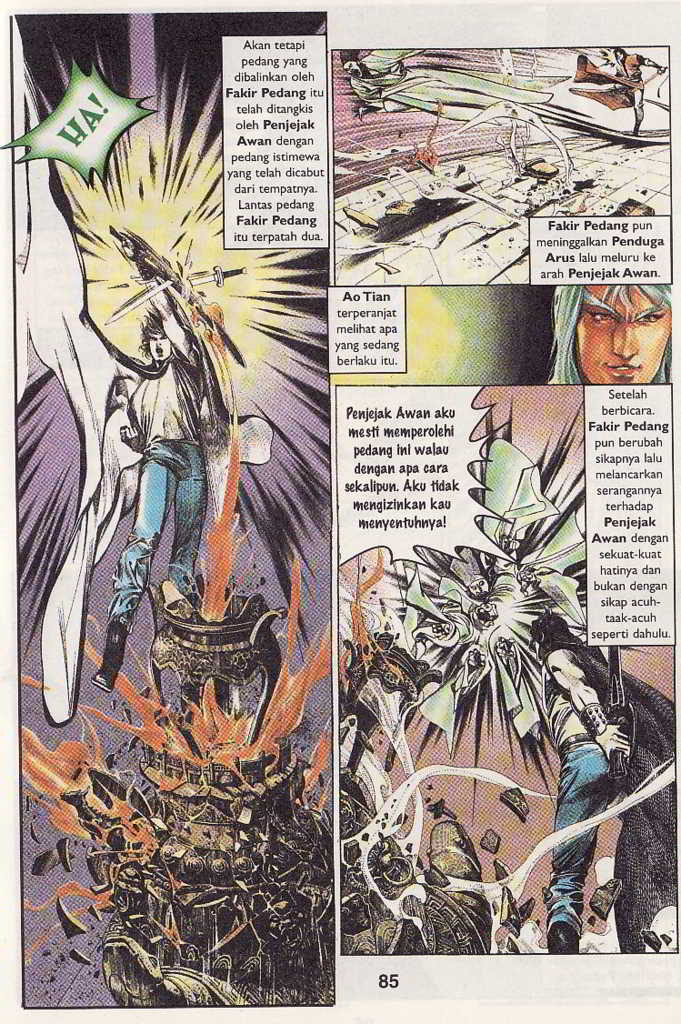 HA!
Akan tetapi
pedang yang
dibalinkan oleh
Fakir Pedang itu
telah ditangkis
oleh Penjejak
Awan dengan
pedang istimewa
yang telah dicabut
dari tempatnya.
Lantas pedang
Fakir Pedang
itu terpatah dua.
Fakir Pedang pun
meninggalkan Penduga
Arus lalu meluru ke
arah Penjejak Awan.
Ao Tian
terperanjat
melihat apa
yang sedang
berlaku itu.
Penjejak Awan aku
mesti memperolehi
pedang ini walau
dengan apa cara
sekalipun. Aku tidak
mengizinkan kau
menyentuhnya!
Setelah
berbicara.
Fakir Pedang
pun berubah
sikapnya lalu
melancarkan
serangannya
terhadap
Penjejak
Awan dengan
sekuat-kuat
hatinya dan
bukan dengan
sikap acuh-
taak-acuh
seperti dahulu.
85